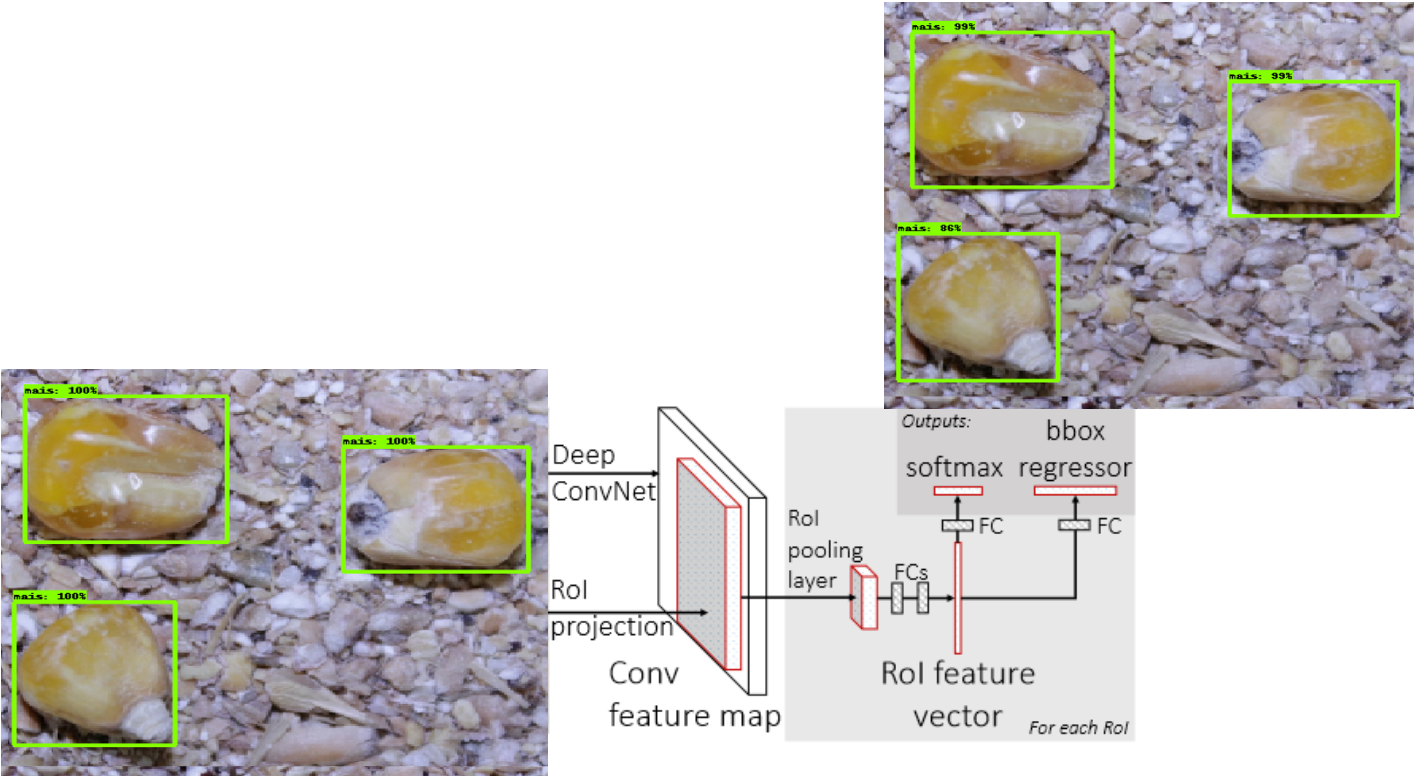 mais: 99%
mais: 99%
mais: 86%
mais: 100%
mais: 100%
mais: 100%
Deep
ConvNet
RoI
projection
Conv
feature map
RoI
pooling
layer
FCs
RoI feature
vector
For each RoI
Outputs:
softmax
bbox
regressor
FC
FC